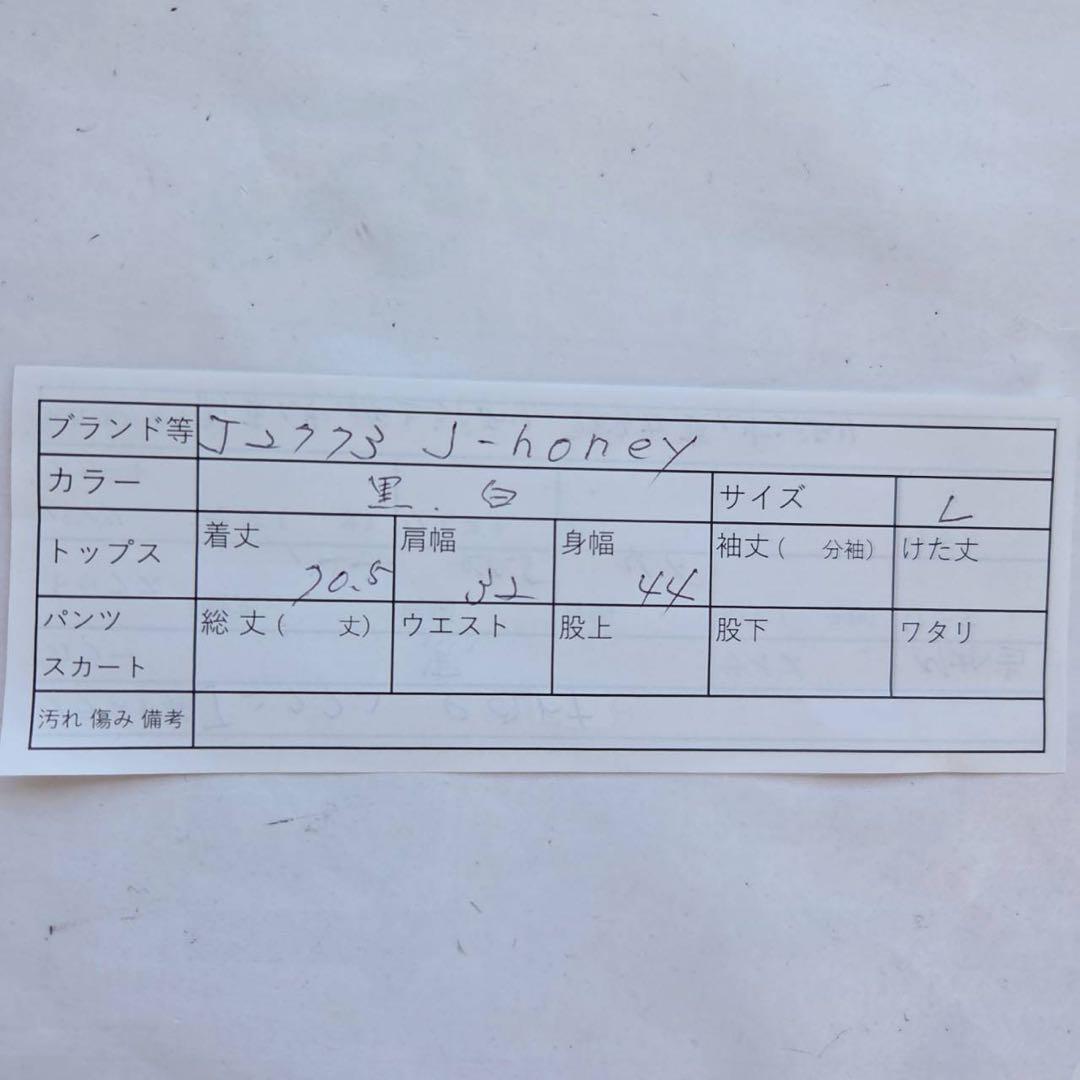 ブランド等 J2773 J-honey
カラー 黒.白 サイズ L
トップス 着丈 70.5 肩幅 32 身幅 44 袖丈( 分袖) けた丈
パンツ スカート 総丈( 丈) ウエスト 股上 股下 ワタリ
汚れ 傷み 備考